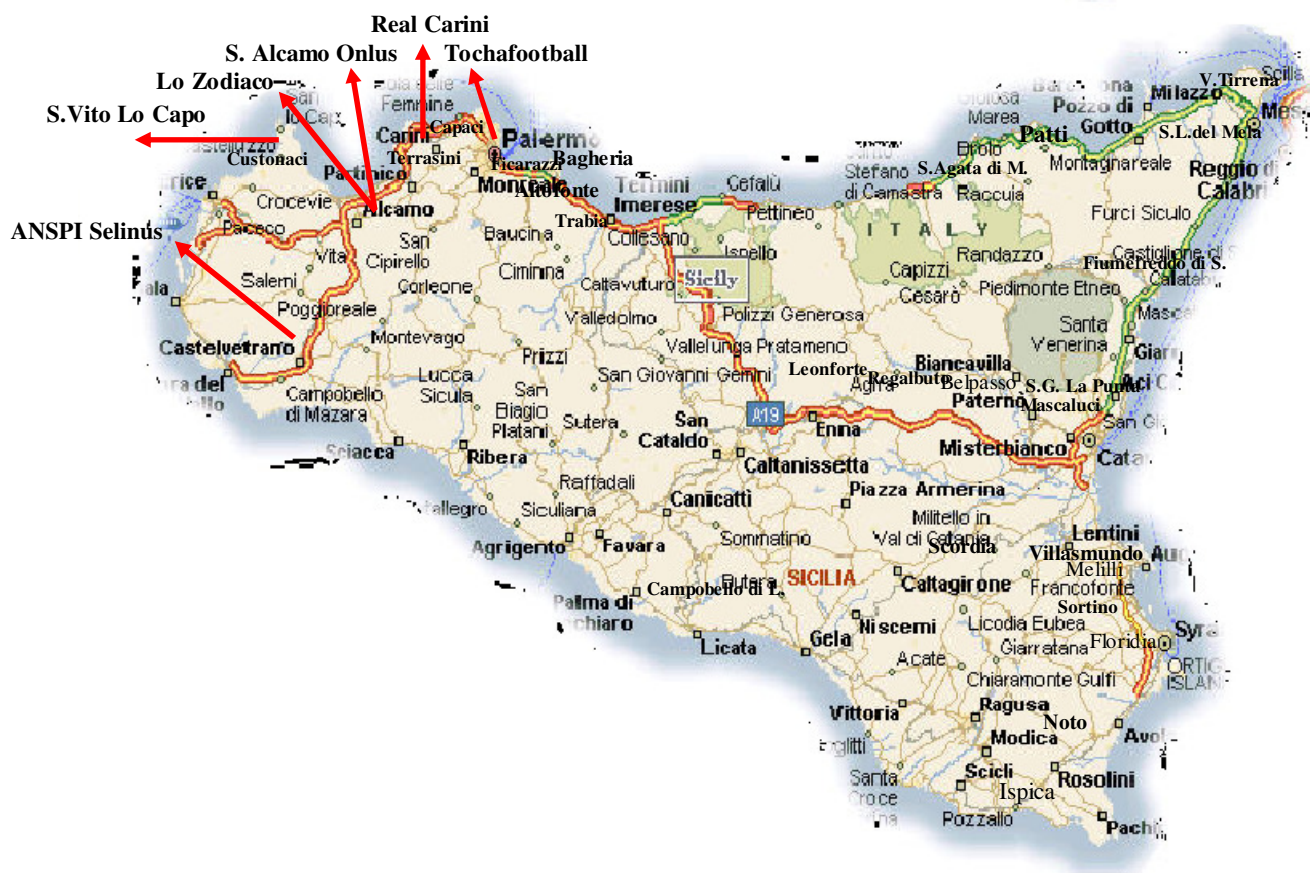 Real Carini
S. Alcamo Onlus
Tochafootball
Lo Zodiaco
S.Vito Lo Capo
ANSPI Selinus
V.Tirrena
Milazzo
Pozzo di
Gotto
Patti
S.L.del Mela
Montagnareale
S.Agata di M.
Reggio di
Calabri
Femmine
Capaci
Carini
Palermo
Terrasini
Ficarazzi
Bagheria
Custonaci
Partinico
Monreale
Altofonte
Termini
Imerese
Cefalù
Stefano
di Camastra
Raccuja
Marea
Crocevie
Alcamo
Trabia
Pettineo
Furci Siculo
Paceco
San
Cipirello
Baucina
Collesano
Isnello
ITALY
Randazzo
Castiglione di S
Fiumefreddo di S.
Vita
Salemi
Ciminna
Capizzi
Calatab
Corleone
Caltavuturo
Sicily
Cesarò
Piedimonte Etneo
Poggioreale
Valledolmo
Polizzi Generosa
Santa
Venerina
Montevago
Castelvetrano
Prizzi
Vallelunga Pratameno
Biancavilla
Leonforte
Agira
Regalbuto
Belpasso
Lucca
Sicula
San Giovanni Gemini
Paternò
S.G. La Punta
Mascaluci
Campobello
di Mazara
San
Biagio
Platani
Sutera
San
Cataldo
A19
Enna
Misterbianco
Sciacca
Ribera
Caltanissetta
Raffadali
Canicatti
Piazza Armerina
Siculiana
Militello in
Val di Catania
Scordia
Lentini
Agrigento
Favara
Sommatino
Villasmundo
Melilli
Butera
SICILIA
Caltagirone
Francofonte
Campobello di L.
Sortino
Palma di
Niscemi
Licodia Eubea
Licata
Gela
Giarratana
Floridia
Acate
Chiaramonte Gulfi
Vittoria
Ragusa
Noto
Modica
Santa
Croce
Scicli
Rosolini
Ispica
Pozzallo